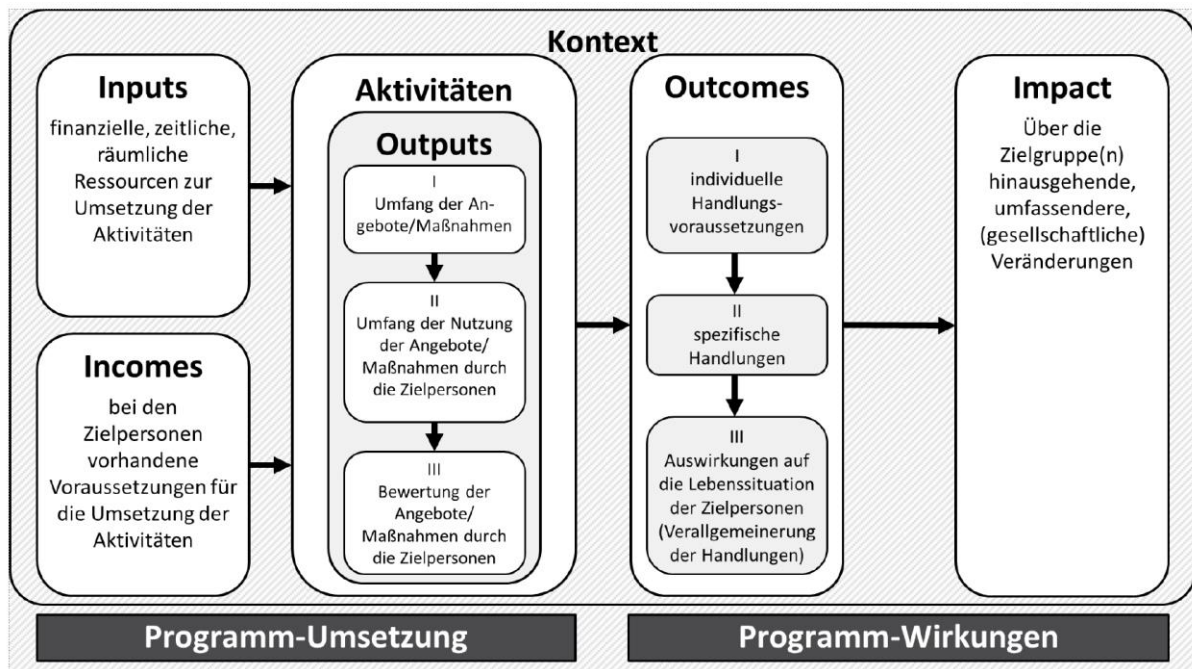 Kontext
Inputs
finanzielle, zeitliche,
räumliche
Ressourcen zur
Umsetzung der
Aktivitäten
Incomes
bei den
Zielpersonen
vorhandene
Voraussetzungen für
die Umsetzung der
Aktivitäten
Aktivitäten
Outputs
I
Umfang der An-
gebote/Maßnahmen
II
Umfang der Nutzung
der Angebote/
Maßnahmen durch
die Zielpersonen
III
Bewertung der
Angebote/
Maßnahmen durch
die Zielpersonen
Outcomes
I
individuelle
Handlungs-
voraussetzungen
II
spezifische
Handlungen
III
Auswirkungen auf
die Lebenssituation
der Zielpersonen
(Verallgemeinerung
der Handlungen)
Impact
Über die
Zielgruppe(n)
hinausgehende,
umfassendere,
(gesellschaftliche)
Veränderungen
Programm-Umsetzung
Programm-Wirkungen